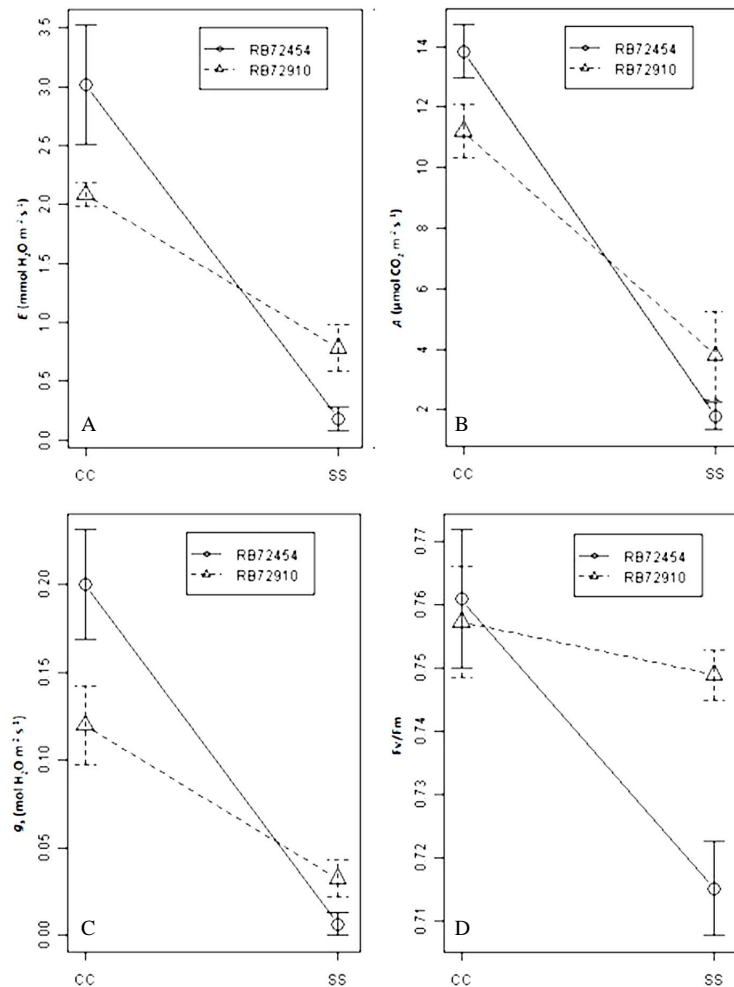 3.5
3.0
2.5
2.0
1.5
1.0
0.5
0.0
E (mmol H₂O m⁻² s⁻¹)
RB72454
RB72910
A
CC
SS
14
12
10
8
6
4
2
A (µmol CO₂ m⁻² s⁻¹)
RB72454
RB72910
B
CC
SS
0.20
0.15
0.10
0.05
0.00
gs (mol H₂O m⁻² s⁻¹)
RB72454
RB72910
C
CC
SS
0.77
0.76
0.75
0.74
0.73
0.72
0.71
Fv/Fm
RB72454
RB72910
D
CC
SS